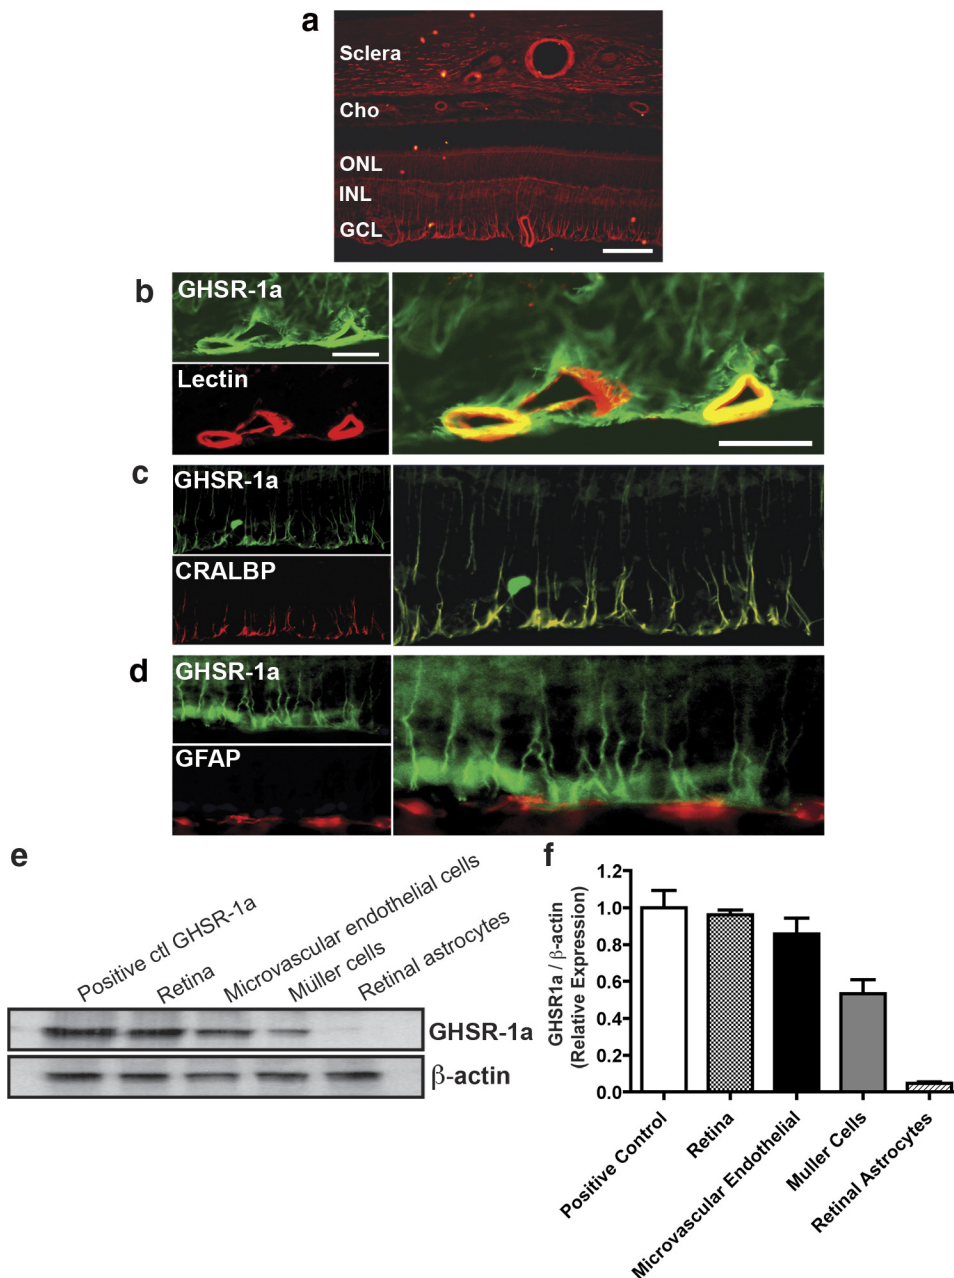 a
Sclera
Cho
ONL
INL
GCL
b
GHSR-1a
Lectin
c
GHSR-1a
CRALBP
d
GHSR-1a
GFAP
e
Positive ctl GHSR-1a
Retina
Microvascular endothelial cells
Müller cells
Retinal astrocytes
GHSR-1a
β-actin
f
GHSR1a / β-actin
(Relative Expression)
1.2
1.0
0.8
0.6
0.4
0.2
0.0
Positive Control
Retina
Microvascular Endothelial
Muller Cells
Retinal Astrocytes